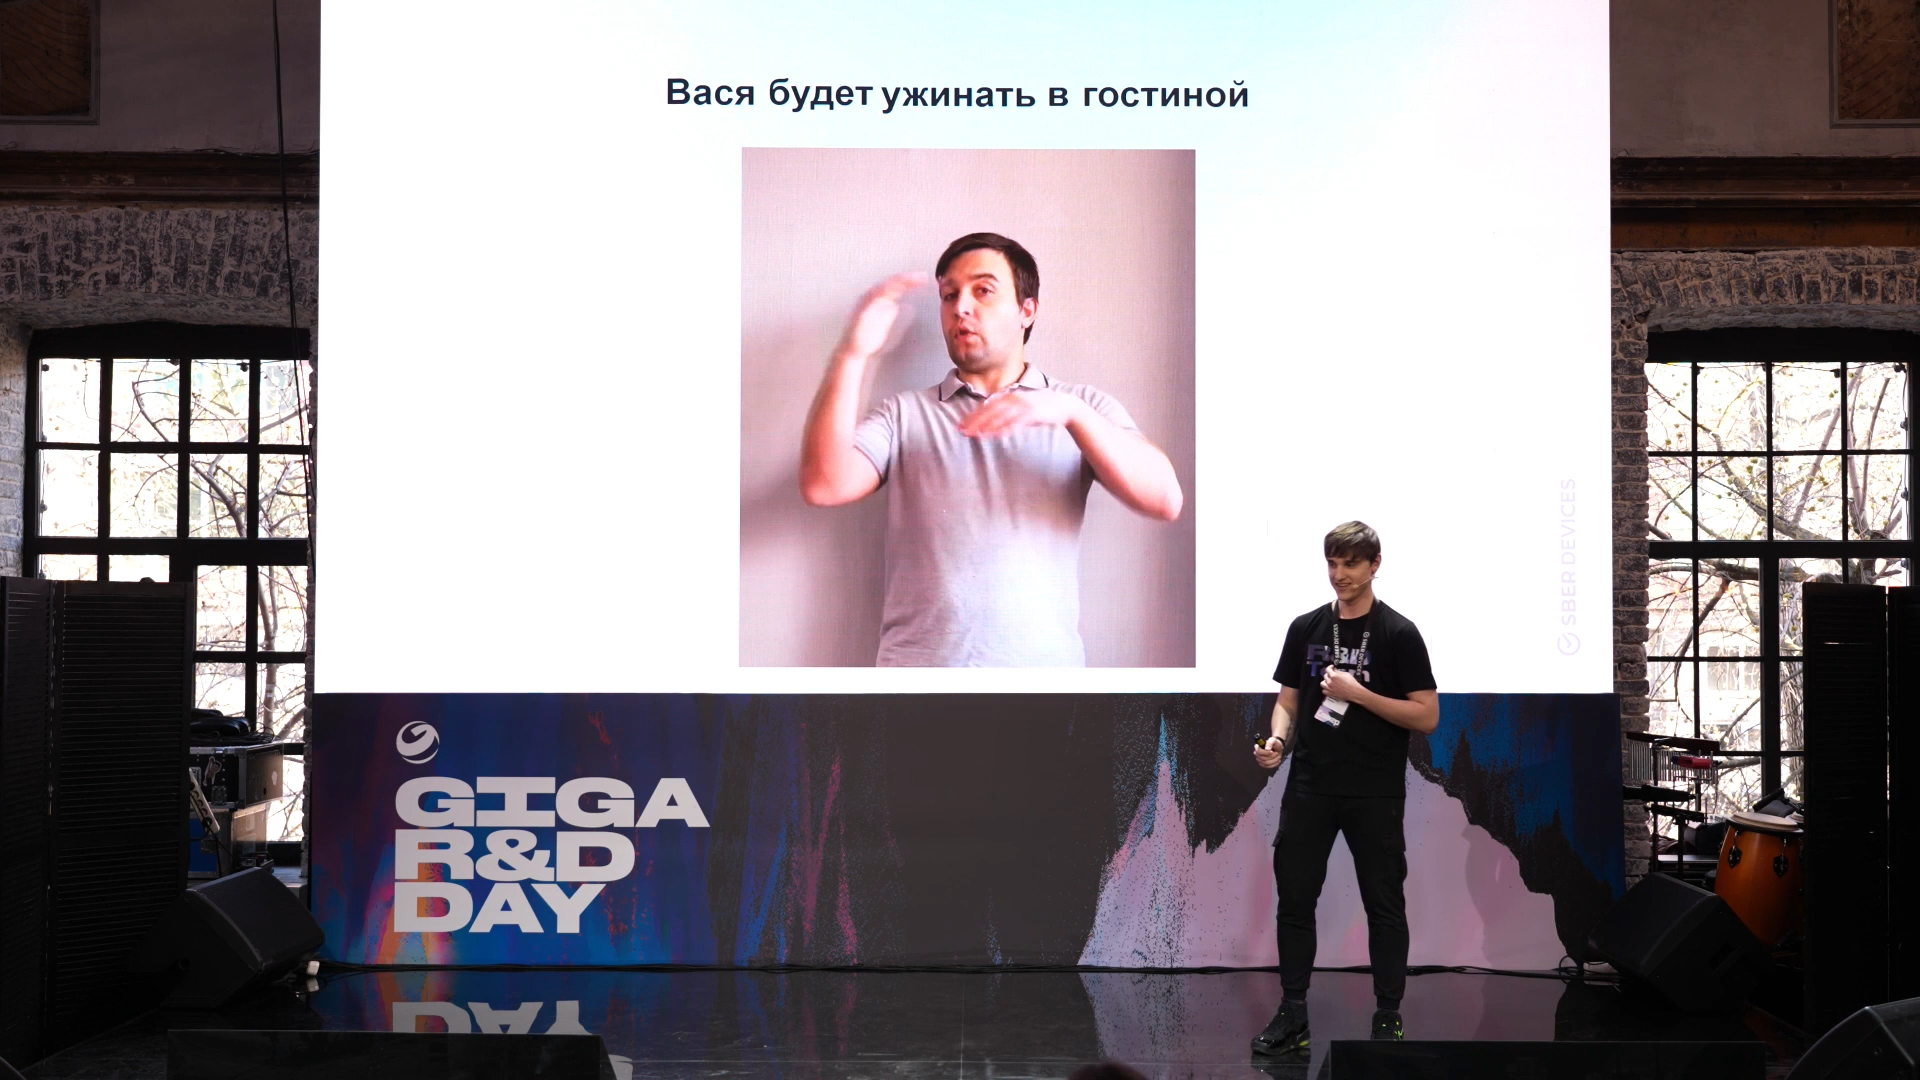 Вася будет ужинать в гостиной
SBER DEVICES
GIGA
R&D
DAY